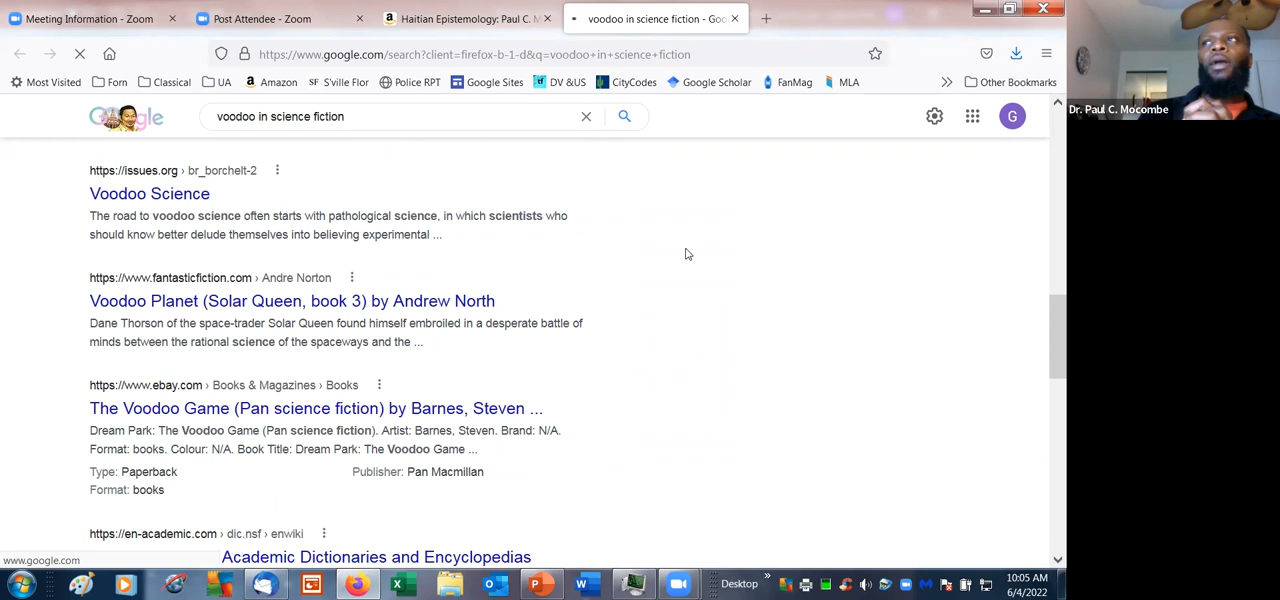 Meeting Information - Zoom
Post Attendee - Zoom
Haitian Epistemology: Paul C. M
voodoo in science fiction - Goo
https://www.google.com/search?client=firefox-b-1-d&q=voodoo+in+science+fiction
Most Visited Forn Classical UA Amazon SF S'ville Flor Police RPT Google Sites tf DV &US CityCodes Google Scholar FanMag MLA Other Bookmarks
Dr. Paul C. Mocombe
voodoo in science fiction
G
https://issues.org › br_borchelt-2
Voodoo Science
The road to voodoo science often starts with pathological science, in which scientists who
should know better delude themselves into believing experimental ...
https://www.fantasticfiction.com › Andre Norton
Voodoo Planet (Solar Queen, book 3) by Andrew North
Dane Thorson of the space-trader Solar Queen found himself embroiled in a desperate battle of
minds between the rational science of the spaceways and the ...
https://www.ebay.com › Books & Magazines › Books
The Voodoo Game (Pan science fiction) by Barnes, Steven ...
Dream Park: The Voodoo Game (Pan science fiction). Artist: Barnes, Steven. Brand: N/A.
Format: books. Colour: N/A. Book Title: Dream Park: The Voodoo Game ...
Type: Paperback Publisher: Pan Macmillan
Format: books
https://en-academic.com › dic.nsf › enwiki
Academic Dictionaries and Encyclopedias
www.google.com
Desktop
10:05 AM
6/4/2022